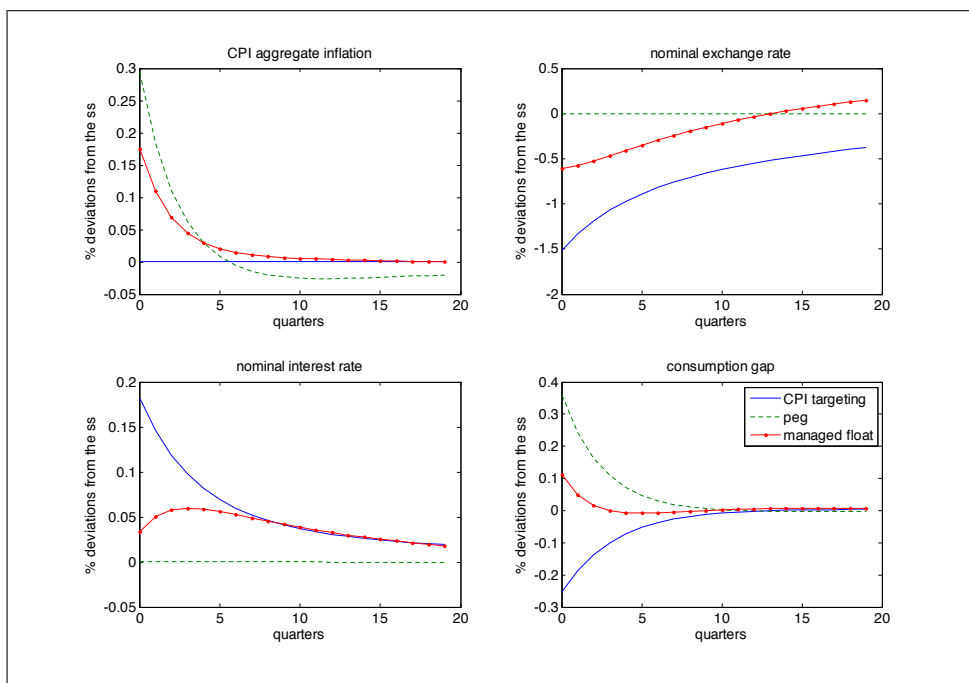 CPI aggregate inflation
% deviations from the ss
0.3
0.25
0.2
0.15
0.1
0.05
0
-0.05
0 5 10 15 20
quarters
nominal exchange rate
% deviations from the ss
0.5
0
-0.5
-1
-1.5
-2
0 5 10 15 20
quarters
nominal interest rate
% deviations from the ss
0.2
0.15
0.1
0.05
0
-0.05
0 5 10 15 20
quarters
consumption gap
% deviations from the ss
0.4
0.3
0.2
0.1
0
-0.1
-0.2
-0.3
0 5 10 15 20
quarters
CPI targeting
peg
managed float